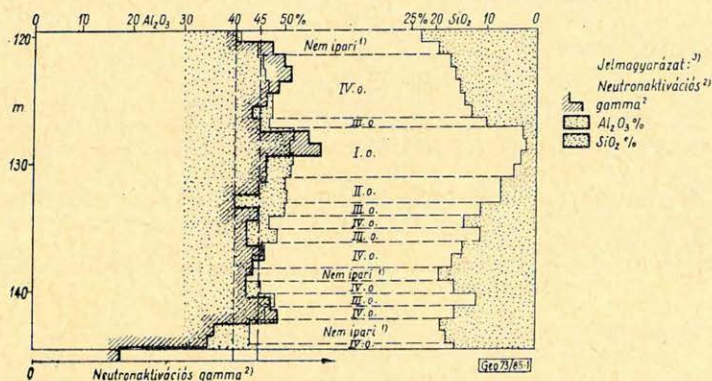 0 10 20 Al₂O₃ 40 45 50% 25% SiO₂ 10 0
120
m
130
140
Nem ipari ¹⁾
IV. o.
III. o.
I. o.
II. o.
III. o.
IV. o.
III. o.
IV. o.
Nem ipari ¹⁾
IV. o.
III. o.
IV. o.
Nem ipari ¹⁾
IV. o.
Jelmagyarázat: ³⁾
Neutronaktivációs ²⁾
gamma ²
Al₂O₃ %
SiO₂ %
0
Neutronaktivációs gamma ²⁾
Geo 73/85-1